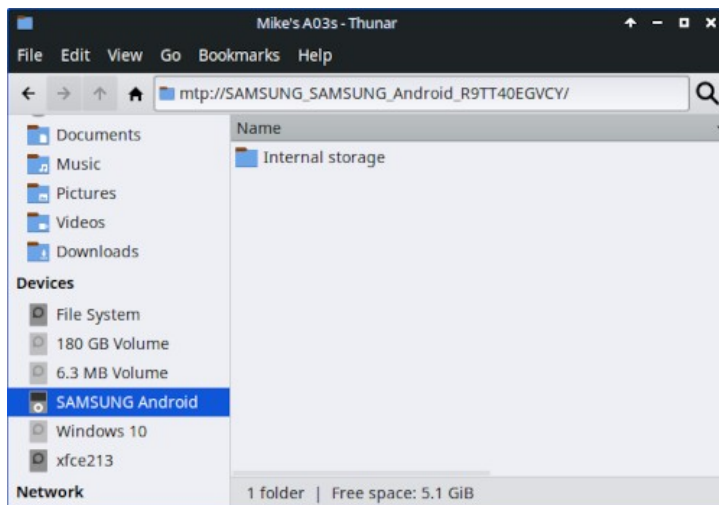 Mike's A03s - Thunar
File Edit View Go Bookmarks Help
mtp://SAMSUNG_SAMSUNG_Android_R9TT40EGVCY/
Documents
Music
Pictures
Videos
Downloads
Devices
File System
180 GB Volume
6.3 MB Volume
SAMSUNG Android
Windows 10
xfce213
Network
Name
Internal storage
1 folder | Free space: 5.1 GiB